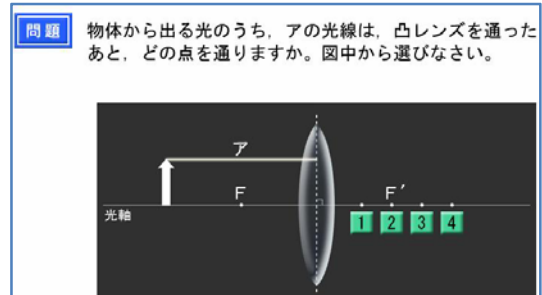 問題
物体から出る光のうち，アの光線は，凸レンズを通った
あと，どの点を通りますか。図中から選びなさい。
ア
F
F′
光軸
1 2 3 4